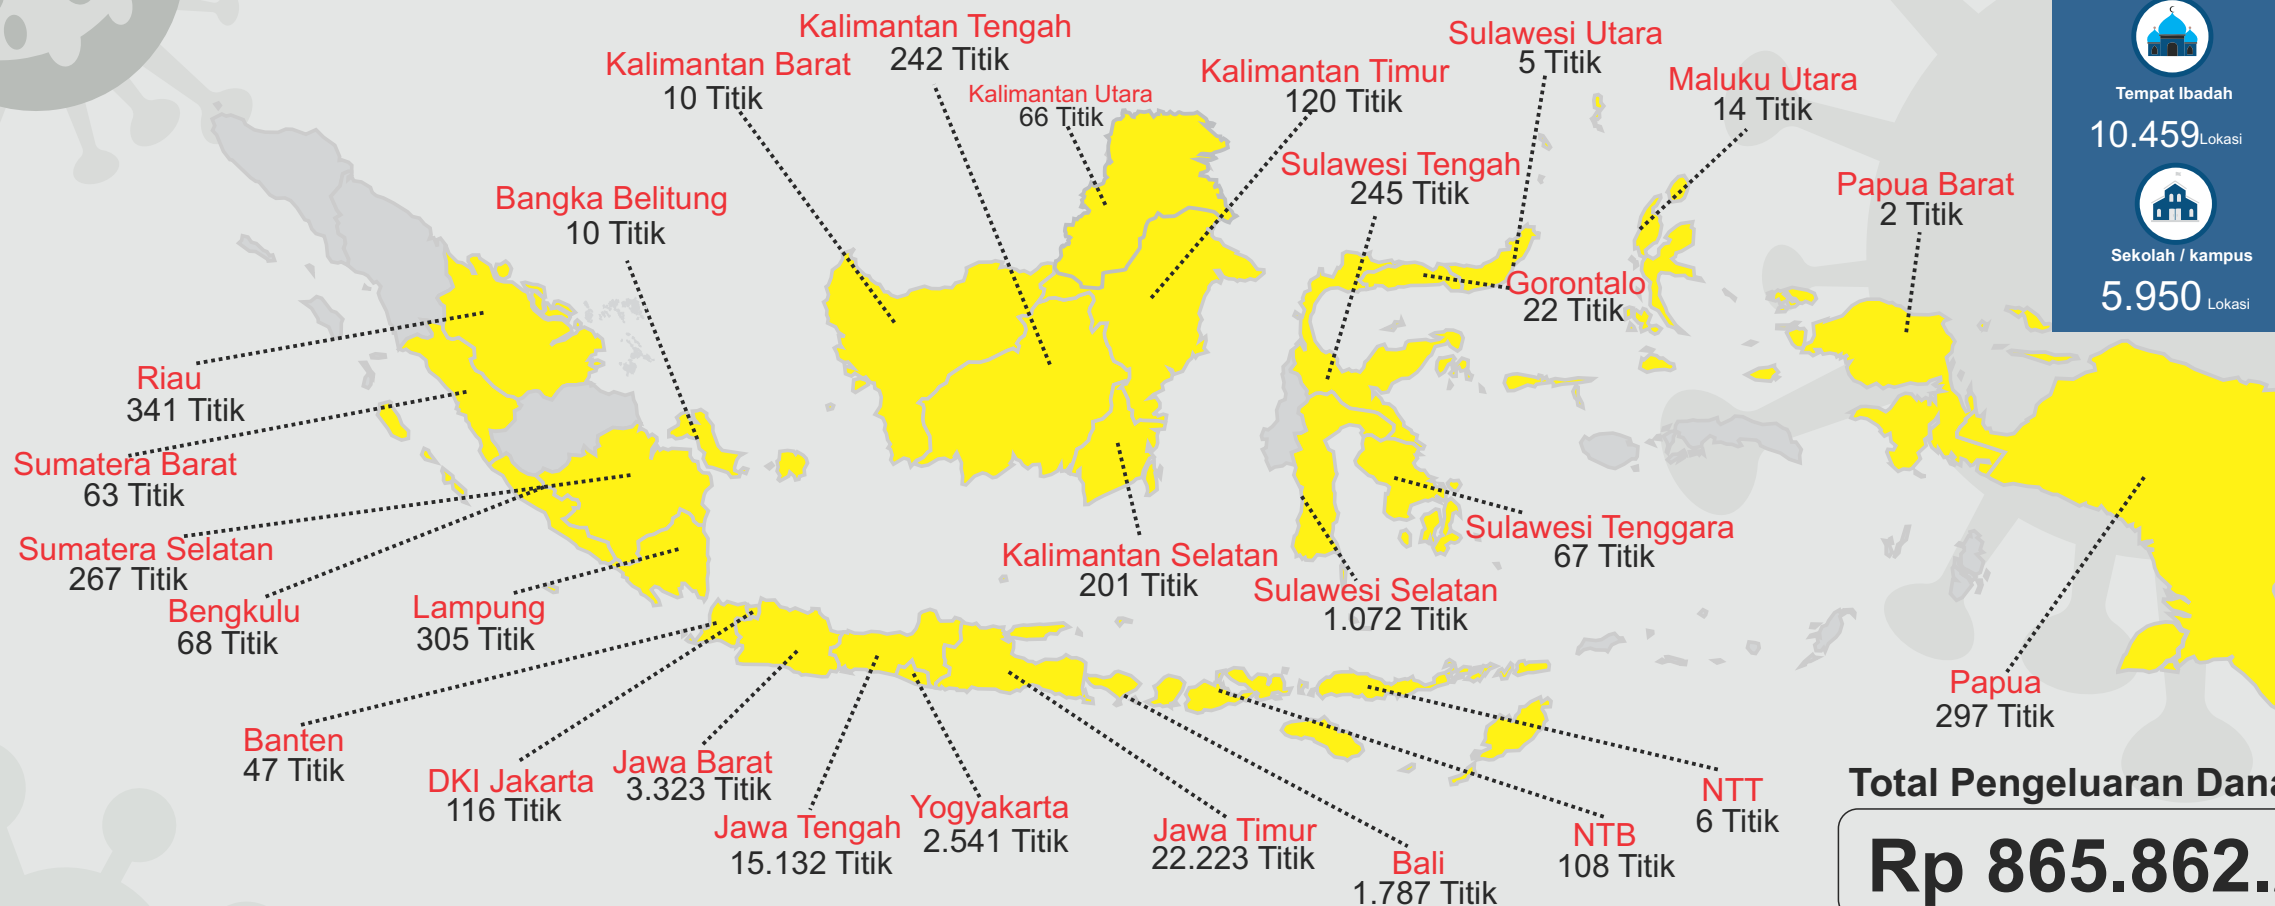 Kalimantan Tengah
242 Titik
Kalimantan Barat
10 Titik
Kalimantan Utara
66 Titik
Kalimantan Timur
120 Titik
Sulawesi Utara
5 Titik
Maluku Utara
14 Titik
Sulawesi Tengah
245 Titik
Papua Barat
2 Titik
Bangka Belitung
10 Titik
Gorontalo
22 Titik
Riau
341 Titik
Sumatera Barat
63 Titik
Sumatera Selatan
267 Titik
Bengkulu
68 Titik
Lampung
305 Titik
Kalimantan Selatan
201 Titik
Sulawesi Selatan
1.072 Titik
Sulawesi Tenggara
67 Titik
Papua
297 Titik
Banten
47 Titik
DKI Jakarta
116 Titik
Jawa Barat
3.323 Titik
Jawa Tengah
15.132 Titik
Yogyakarta
2.541 Titik
Jawa Timur
22.223 Titik
Bali
1.787 Titik
NTB
108 Titik
NTT
6 Titik
Tempat Ibadah
10.459 Lokasi
Sekolah / kampus
5.950 Lokasi
Total Pengeluaran Dana
Rp 865.862.